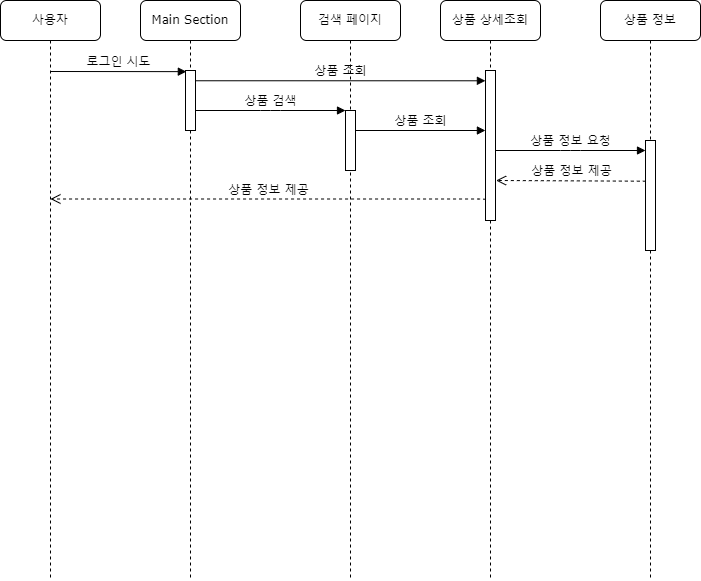 사용자
Main Section
검색 페이지
상품 상세조회
상품 정보
로그인 시도
상품 조회
상품 검색
상품 조회
상품 정보 요청
상품 정보 제공
상품 정보 제공